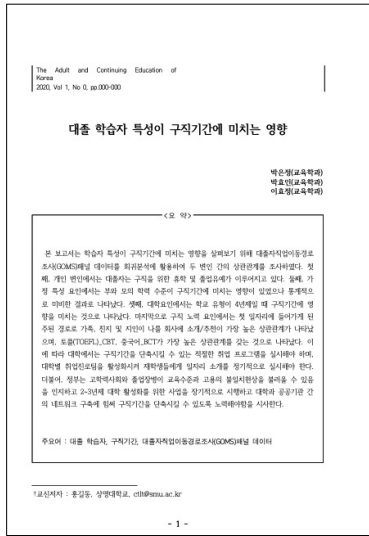 The Adult and Continuing Education of
Korea
2020, Vol 1, No 0, pp.000-000
대졸 학습자 특성이 구직기간에 미치는 영향
박은정(교육학과)
박효민(교육학과)
이효정(교육학과)
<요 약>
본 보고서는 학습자 특성이 구직기간에 미치는 영향을 살펴보기 위해 대졸자직업이동경로
조사(GOMS)패널 데이터를 회귀분석에 활용하여 두 변인 간의 상관관계를 조사하였다. 첫
째, 개인 변인에서는 대졸자는 구직을 위한 휴학 및 졸업유예가 이루어지고 있다. 둘째, 가
정 특성 요인에서는 부와 모의 학력 수준이 구직기간에 미치는 영향이 있었으나 통계적으
로 미비한 결과로 나타났다. 셋째, 대학요인에서는 학교 유형이 4년제일 때 구직기간에 영
향을 미치는 것으로 나타났다. 마지막으로 구직 노력 요인에서는 첫 일자리에 들어가게 된
주된 경로로 가족, 친지 및 지인이 나를 회사에 소개/추천이 가장 높은 상관관계가 나타났
으며, 토플(TOEFL)_CBT, 중국어_BCT가 가장 높은 상관관계를 갖는 것으로 나타났다. 이
에 따라 대학에서는 구직기간을 단축시킬 수 있는 적절한 취업 프로그램을 실시해야 하며,
대학별 취업진로팀을 활성화시켜 재학생들에게 일자리 소개를 정기적으로 실시해야 한다.
더불어, 정부는 고학력사회와 졸업장병이 교육수준과 고용의 불일치현상을 불러올 수 있음
을 인지하고 2-3년제 대학 활성화를 위한 사업을 장기적으로 시행하고 대학과 공공기관 간
의 네트워크 구축에 힘써 구직기간을 단축시킬 수 있도록 노력해야함을 시사한다.
주요어 : 대졸 학습자, 구직기간, 대졸자직업이동경로조사(GOMS)패널 데이터
†교신저자 : 홍길동, 상명대학교, ctlt@smu.ac.kr
- 1 -